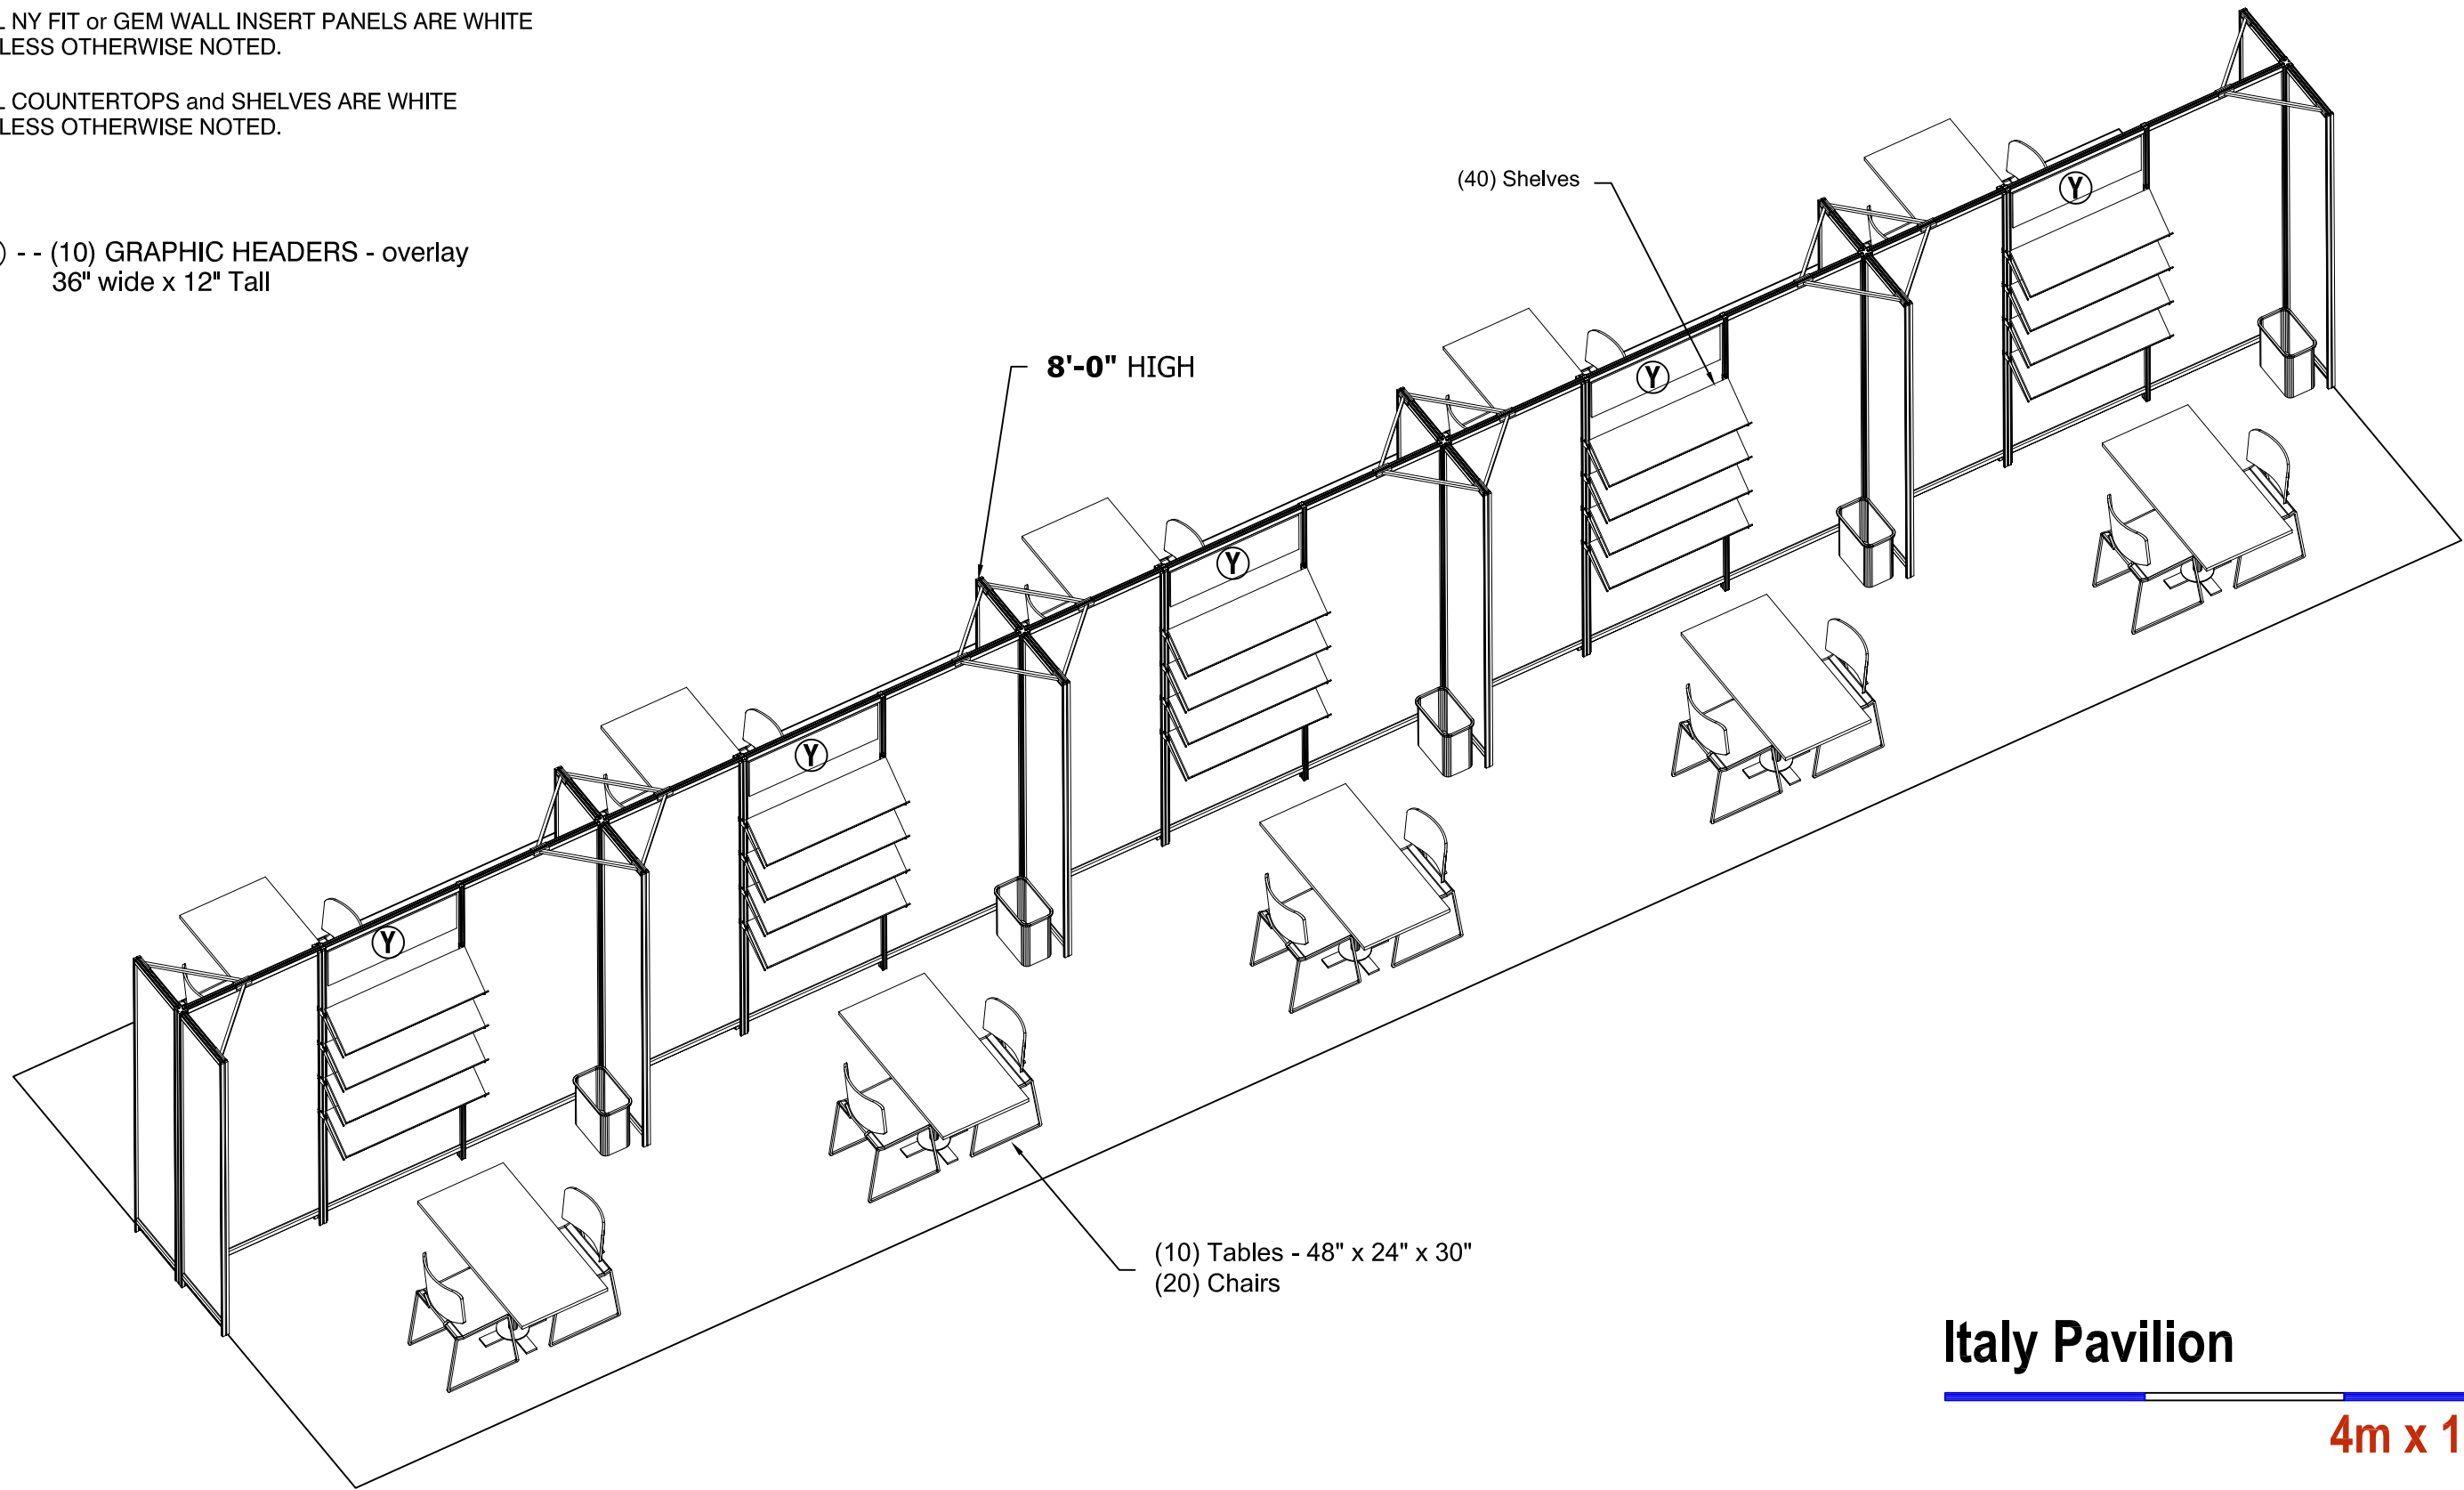 L NY FIT or GEM WALL INSERT PANELS ARE WHITE
LESS OTHERWISE NOTED.
L COUNTERTOPS and SHELVES ARE WHITE
LESS OTHERWISE NOTED.
) - - (10) GRAPHIC HEADERS - overlay
36" wide x 12" Tall
(40) Shelves
8'-0" HIGH
Y
Y
Y
Y
Y
(10) Tables - 48" x 24" x 30"
(20) Chairs
Italy Pavilion
4m x 1